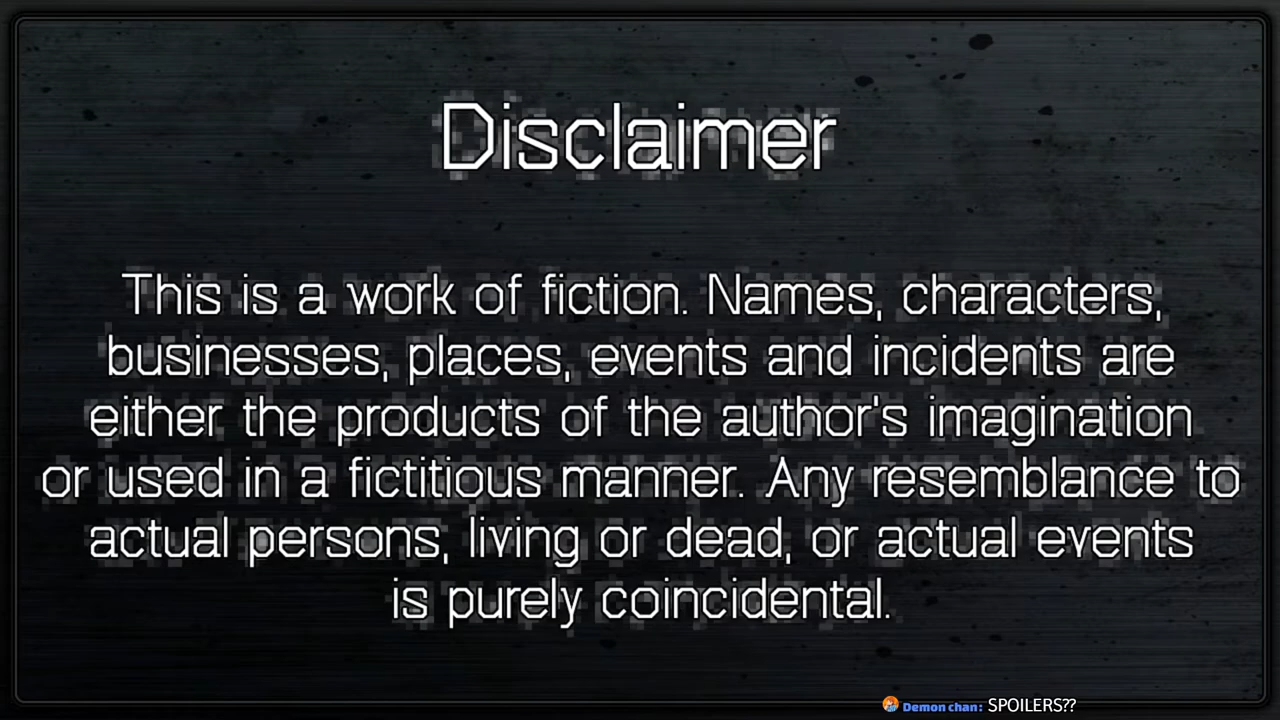 Disclaimer
This is a work of fiction. Names, characters,
businesses, places, events and incidents are
either the products of the author's imagination
or used in a fictitious manner. Any resemblance to
actual persons, living or dead, or actual events
is purely coincidental.
Demon chan: SPOILERS??